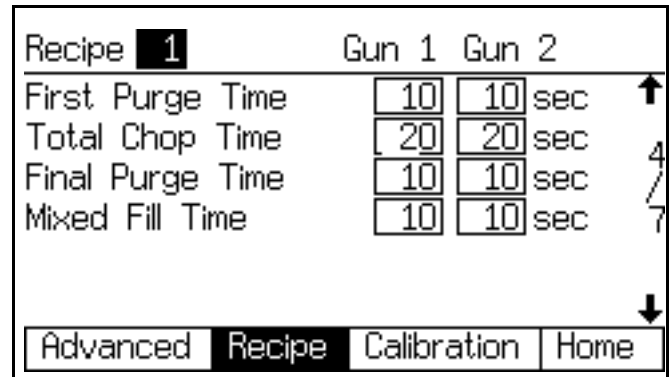 Recipe 1 Gun 1 Gun 2
First Purge Time 10 10 sec
Total Chop Time 20 20 sec
Final Purge Time 10 10 sec
Mixed Fill Time 10 10 sec
4/7
Advanced Recipe Calibration Home